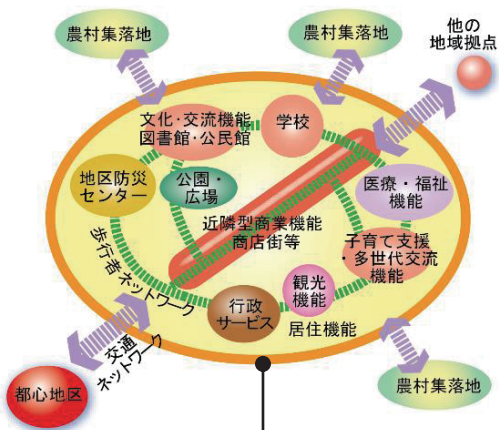 農村集落地
農村集落地
他の
地域拠点
文化・交流機能
図書館・公民館
学校
地区防災
センター
公園・
広場
医療・福祉
機能
近隣型商業機能
商店街等
子育て支援
・多世代交流
機能
歩行者ネットワーク
観光
機能
行政
サービス
居住機能
交通
ネットワーク
都心地区
農村集落地